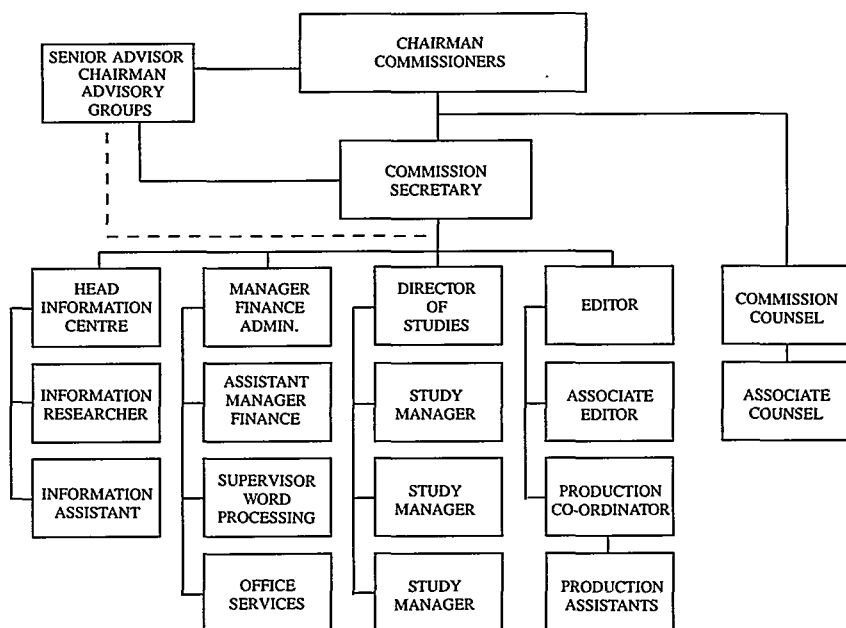 SENIOR ADVISOR
CHAIRMAN
ADVISORY
GROUPS
CHAIRMAN
COMMISSIONERS
COMMISSION
SECRETARY
HEAD
INFORMATION
CENTRE
MANAGER
FINANCE
ADMIN.
DIRECTOR
OF
STUDIES
EDITOR
COMMISSION
COUNSEL
INFORMATION
RESEARCHER
ASSISTANT
MANAGER
FINANCE
STUDY
MANAGER
ASSOCIATE
EDITOR
ASSOCIATE
COUNSEL
INFORMATION
ASSISTANT
SUPERVISOR
WORD
PROCESSING
STUDY
MANAGER
PRODUCTION
CO-ORDINATOR
OFFICE
SERVICES
STUDY
MANAGER
PRODUCTION
ASSISTANTS